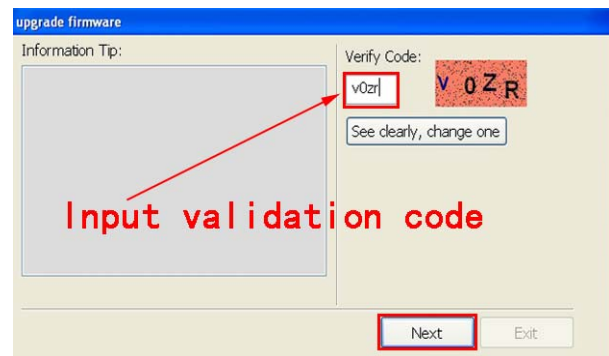 upgrade firmware
Information Tip:
Verify Code:
v0zr
V 0 Z R
See clearly, change one
Input validation code
Next
Exit